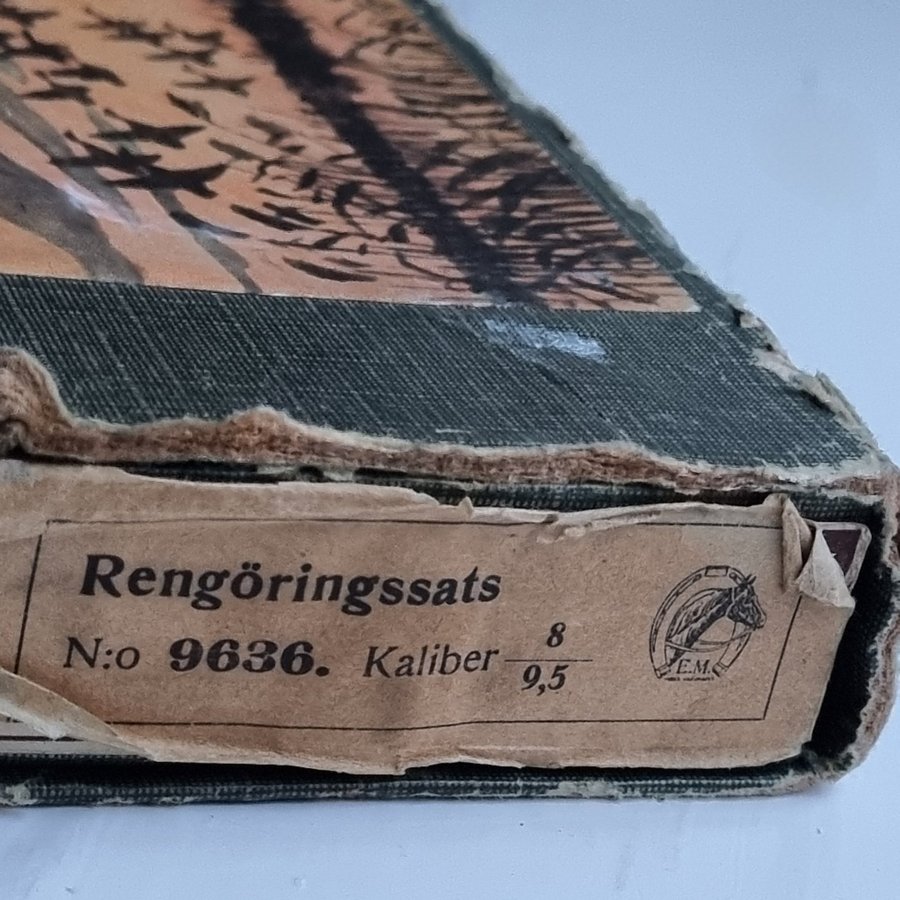 Rengöringssats
N:o 9636. Kaliber 8
9,5
E.M.